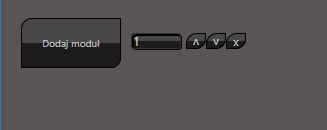 Dodaj moduł 1 ʌ v x